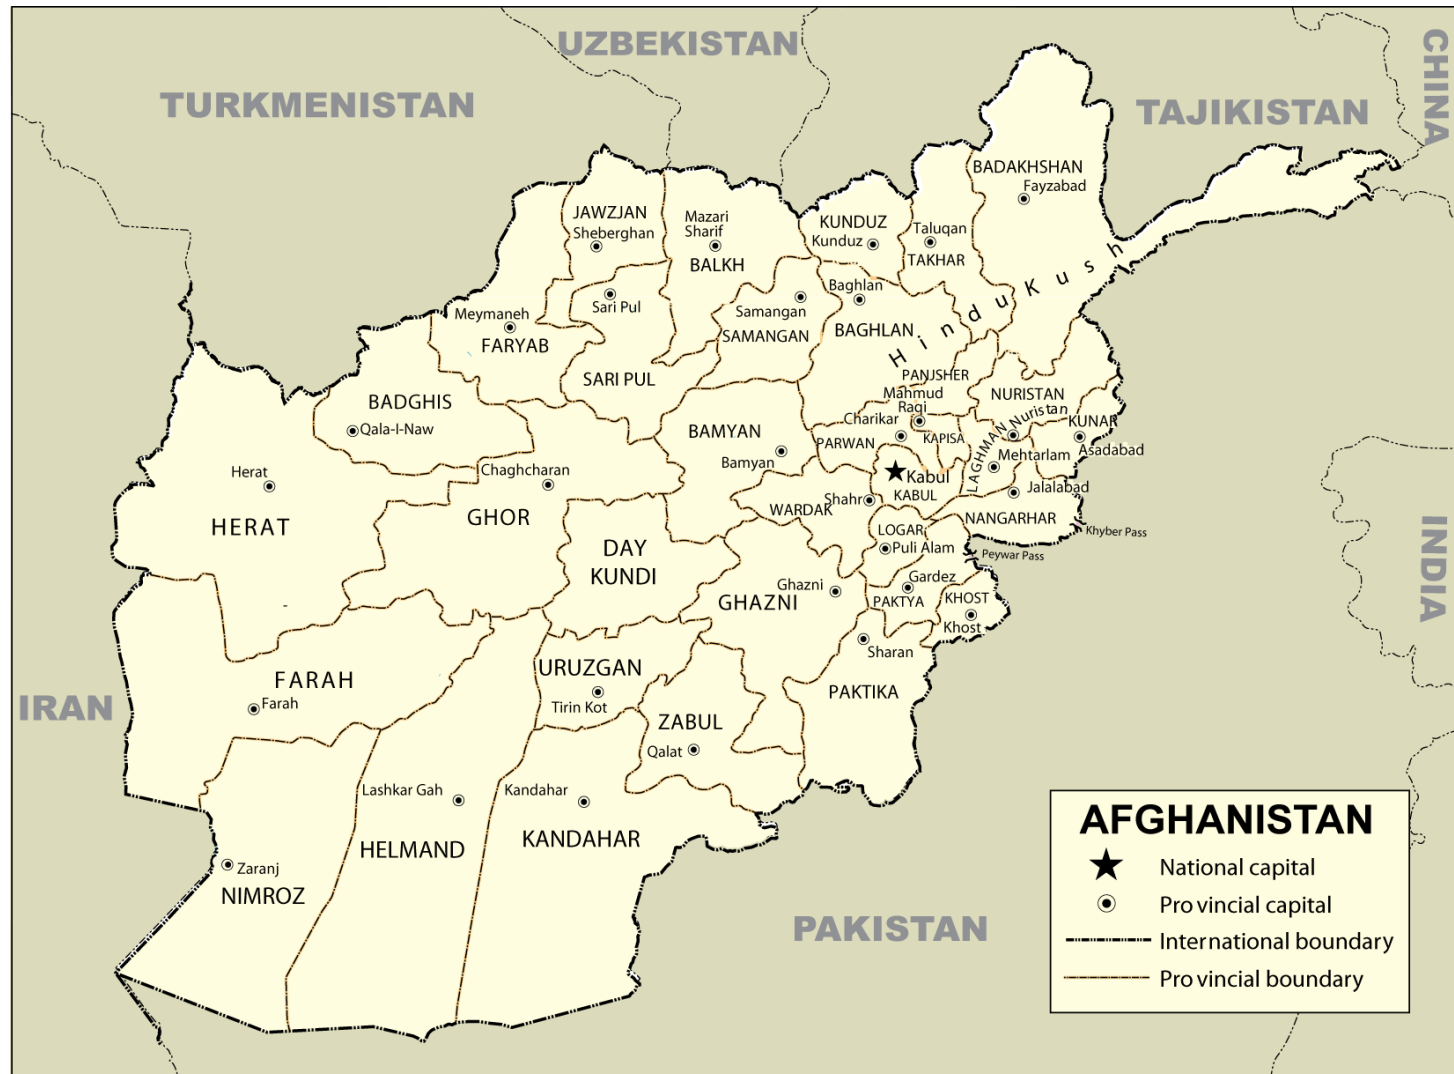 UZBEKISTAN
TURKMENISTAN
TAJIKISTAN
CHINA
INDIA
IRAN
PAKISTAN
BADAKHSHAN
Fayzabad
JAWZJAN
Sheberghan
Mazari
Sharif
BALKH
KUNDUZ
Kunduz
Taluqan
TAKHAR
Hindu Kush
Baghlan
BAGHLAN
Samangan
SAMANGAN
Sari Pul
SARI PUL
Meymaneh
FARYAB
BADGHIS
Qala-I-Naw
PANJSHER
Mahmud
Raqi
NURISTAN
Nuristan
KUNAR
Asadabad
Charikar
PARWAN
KAPISA
LAGHMAN
Mehtarlam
BAMYAN
Bamyan
Herat
HERAT
Chaghcharan
GHOR
Kabul
KABUL
Shahr
WARDAK
Jalalabad
NANGARHAR
Khyber Pass
Peywar Pass
LOGAR
Puli Alam
DAY
KUNDI
Ghazni
GHAZNI
Gardez
PAKTYA
KHOST
Khost
Sharan
PAKTIKA
FARAH
Farah
URUZGAN
Tirin Kot
ZABUL
Qalat
Lashkar Gah
HELMAND
Kandahar
KANDAHAR
Zaranj
NIMROZ
AFGHANISTAN
National capital
Pro vincial capital
International boundary
Pro vincial boundary